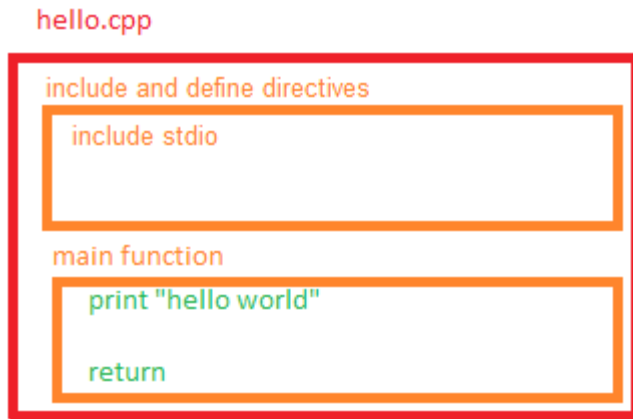 hello.cpp
include and define directives
include stdio
main function
print "hello world"
return